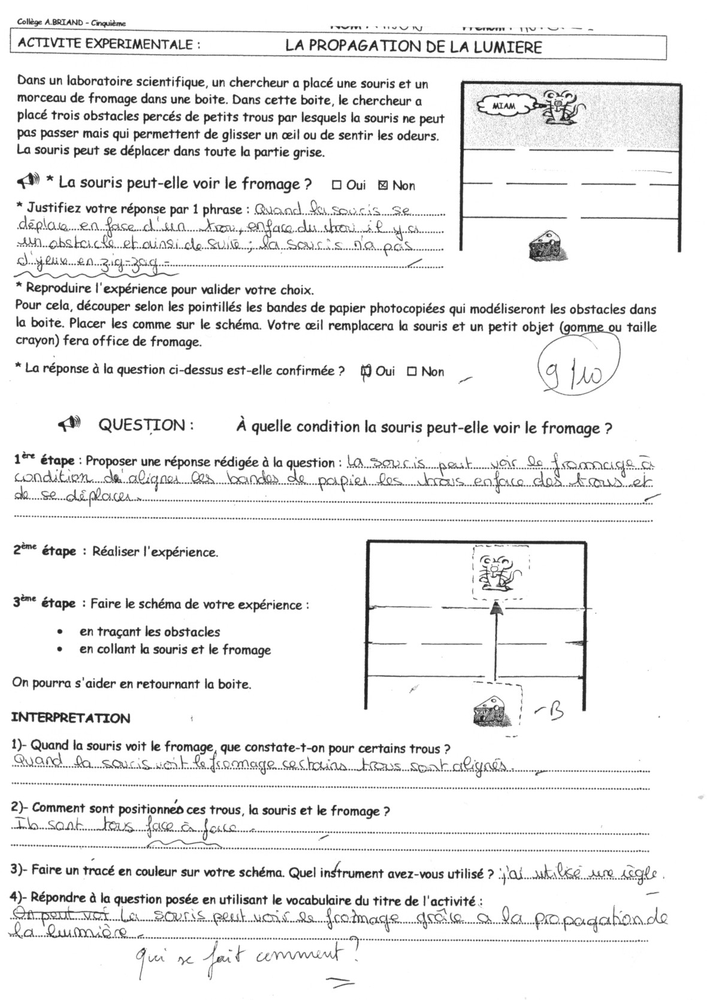 Collège A.BRIAND - Cinquième
ACTIVITE EXPERIMENTALE : LA PROPAGATION DE LA LUMIERE
Dans un laboratoire scientifique, un chercheur a placé une souris et un
morceau de fromage dans une boite. Dans cette boite, le chercheur a
placé trois obstacles percés de petits trous par lesquels la souris ne peut
pas passer mais qui permettent de glisser un œil ou de sentir les odeurs.
La souris peut se déplacer dans toute la partie grise.
MIAM
* La souris peut-elle voir le fromage ? ☐ Oui ☒ Non
* Justifiez votre réponse par 1 phrase : Quand la souris se
déplace en face d'un trou, enface du trou il y a
un obstacle et ainsi de suite ; la souris n'a pas
d'yeux en zig-zag -
* Reproduire l'expérience pour valider votre choix.
Pour cela, découper selon les pointillés les bandes de papier photocopiées qui modéliseront les obstacles dans
la boite. Placer les comme sur le schéma. Votre œil remplacera la souris et un petit objet (gomme ou taille
crayon) fera office de fromage.
* La réponse à la question ci-dessus est-elle confirmée ? ☒ Oui ☐ Non
9/10
QUESTION : À quelle condition la souris peut-elle voir le fromage ?
1ère étape : Proposer une réponse rédigée à la question : La souris peut voir le fromage à
condition de aligner les bandes de papier les trous enface des trous et
de se déplacer.
2ème étape : Réaliser l'expérience.
3ème étape : Faire le schéma de votre expérience :
• en traçant les obstacles
• en collant la souris et le fromage
On pourra s'aider en retournant la boite.
- B
INTERPRETATION
1)- Quand la souris voit le fromage, que constate-t-on pour certains trous ?
Quand la souris voit le fromage certains trous sont alignés.
2)- Comment sont positionnés ces trous, la souris et le fromage ?
Ils sont tous face à face -
3)- Faire un tracé en couleur sur votre schéma. Quel instrument avez-vous utilisé ? j'ai utilisé une règle.
4)- Répondre à la question posée en utilisant le vocabulaire du titre de l'activité :
On peut voi La souris peut voir le fromage grâce a la propagation de
la lumière -
qui se fait comment ?